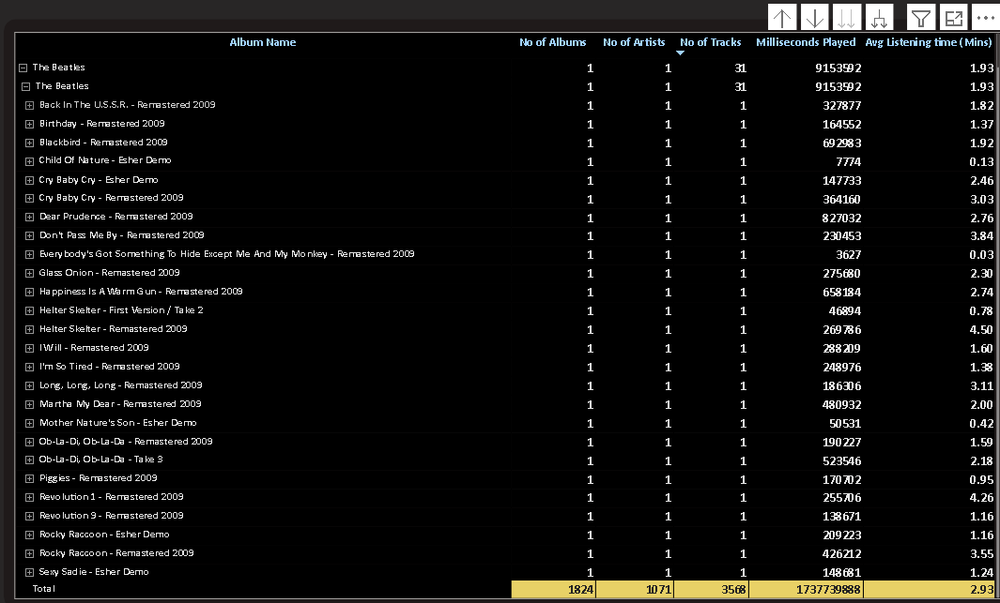 Album Name No of Albums No of Artists No of Tracks Milliseconds Played Avg Listening time (Mins)
The Beatles 1 1 31 9153592 1.93
The Beatles 1 1 31 9153592 1.93
Back In The U.S.S.R. - Remastered 2009 1 1 1 327877 1.82
Birthday - Remastered 2009 1 1 1 164552 1.37
Blackbird - Remastered 2009 1 1 1 692983 1.92
Child Of Nature - Esher Demo 1 1 1 7774 0.13
Cry Baby Cry - Esher Demo 1 1 1 147733 2.46
Cry Baby Cry - Remastered 2009 1 1 1 364160 3.03
Dear Prudence - Remastered 2009 1 1 1 827032 2.76
Don't Pass Me By - Remastered 2009 1 1 1 230453 3.84
Everybody's Got Something To Hide Except Me And My Monkey - Remastered 2009 1 1 1 3627 0.03
Glass Onion - Remastered 2009 1 1 1 275680 2.30
Happiness Is A Warm Gun - Remastered 2009 1 1 1 658184 2.74
Helter Skelter - First Version / Take 2 1 1 1 46894 0.78
Helter Skelter - Remastered 2009 1 1 1 269786 4.50
I Will - Remastered 2009 1 1 1 288209 1.60
I'm So Tired - Remastered 2009 1 1 1 248976 1.38
Long, Long, Long - Remastered 2009 1 1 1 186306 3.11
Martha My Dear - Remastered 2009 1 1 1 480932 2.00
Mother Nature's Son - Esher Demo 1 1 1 50531 0.42
Ob-La-Di, Ob-La-Da - Remastered 2009 1 1 1 190227 1.59
Ob-La-Di, Ob-La-Da - Take 3 1 1 1 523546 2.18
Piggies - Remastered 2009 1 1 1 170702 0.95
Revolution 1 - Remastered 2009 1 1 1 255706 4.26
Revolution 9 - Remastered 2009 1 1 1 138671 1.16
Rocky Raccoon - Esher Demo 1 1 1 209223 1.16
Rocky Raccoon - Remastered 2009 1 1 1 426212 3.55
Sexy Sadie - Esher Demo 1 1 1 148681 1.24
Total 1824 1071 3568 1737739888 2.93